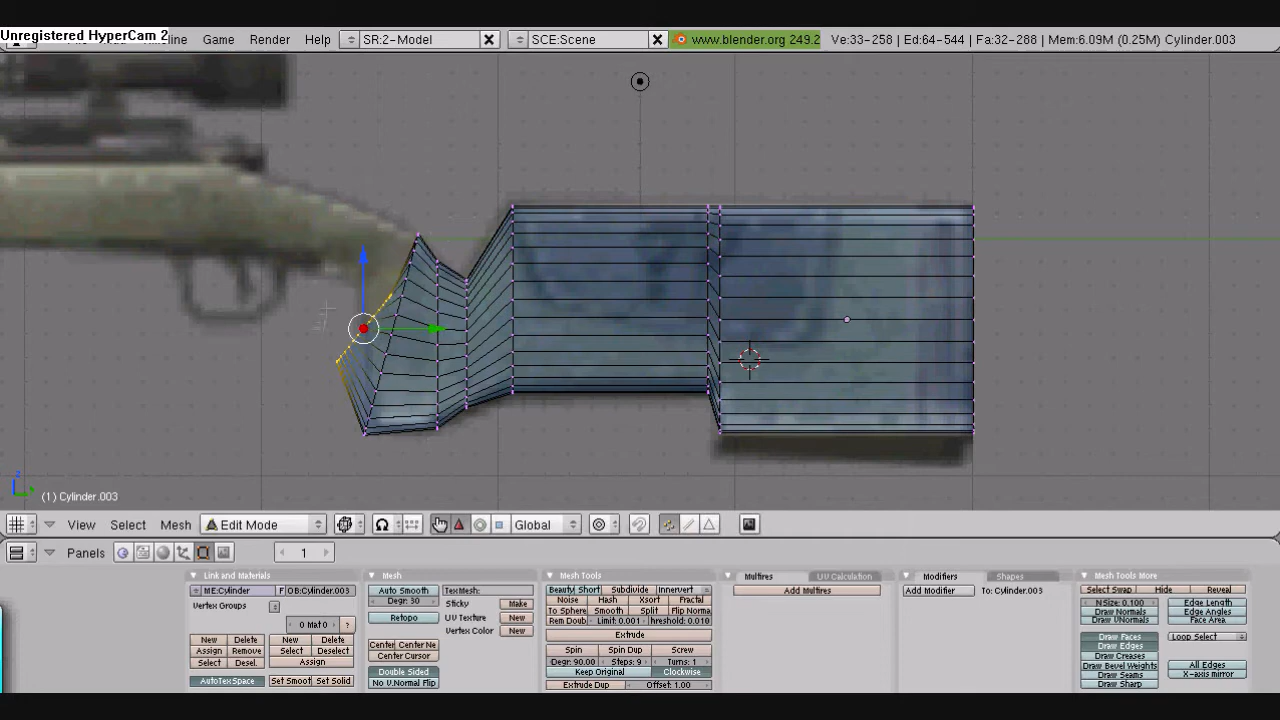 Unregistered HyperCam 2
Timeline Game Render Help SR:2-Model SCE:Scene www.blender.org 249.2 Ve:33-258 | Ed:64-544 | Fa:32-288 | Mem:6.09M (0.25M) Cylinder.003
(1) Cylinder.003
View Select Mesh Edit Mode Global
Panels 1
Link and Materials Mesh Mesh Tools Multires UV Calculation Modifiers Shapes Mesh Tools More
ME:Cylinder F OB:Cylinder.003 Auto Smooth TexMesh: Beauty Short Subdivide Innervert Add Multires Add Modifier To: Cylinder.003 Select Swap Hide Reveal
Vertex Groups Degr: 30 Sticky Make Noise Hash Xsort Fractal NSize: 0.100 Edge Length
Retopo UV Texture New To Sphere Smooth Split Flip Norma Draw Normals Edge Angles
0 Mat 0 ? Vertex Color New Rem Doub Limit: 0.001 Draw VNormals Face Area
New Delete New Delete Center Center Ne Extrude Draw Faces Loop Select
Assign Remove Select Deselect Center Cursor Spin Spin Dup Screw Draw Edges
Select Desel. Assign Degr: 90.00 Steps: 9 Turns: 1 Draw Creases All Edges
AutoTexSpace Set Smoot Set Solid Double Sided Keep Original Clockwise Draw Bevel Weights X-axis mirror
No V.Normal Flip Extrude Dup Offset: 1.00 Draw Seams
Draw Sharp